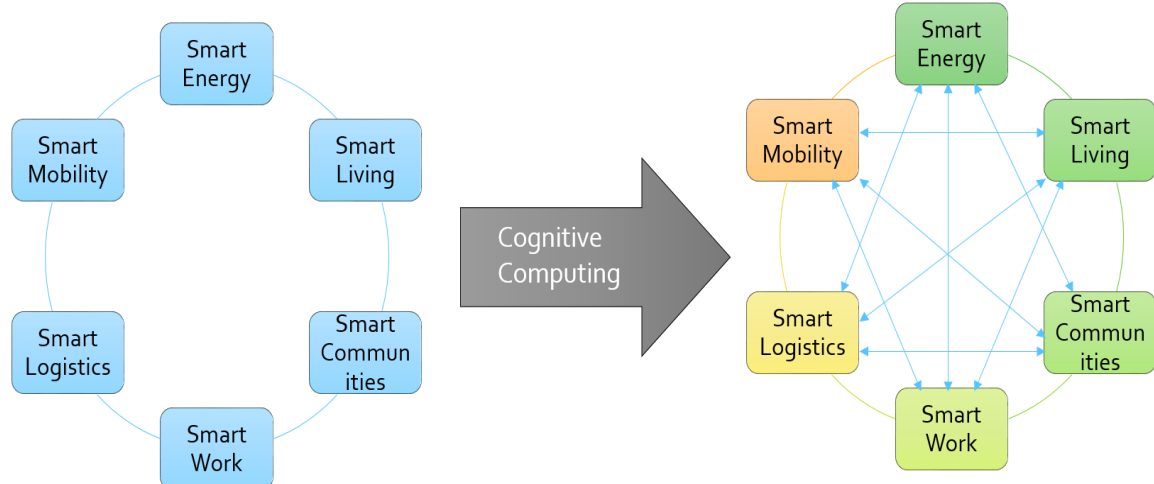 Smart
Energy
Smart
Mobility
Smart
Living
Smart
Logistics
Smart
Commun
ities
Smart
Work
Cognitive
Computing
Smart
Energy
Smart
Mobility
Smart
Living
Smart
Logistics
Smart
Commun
ities
Smart
Work